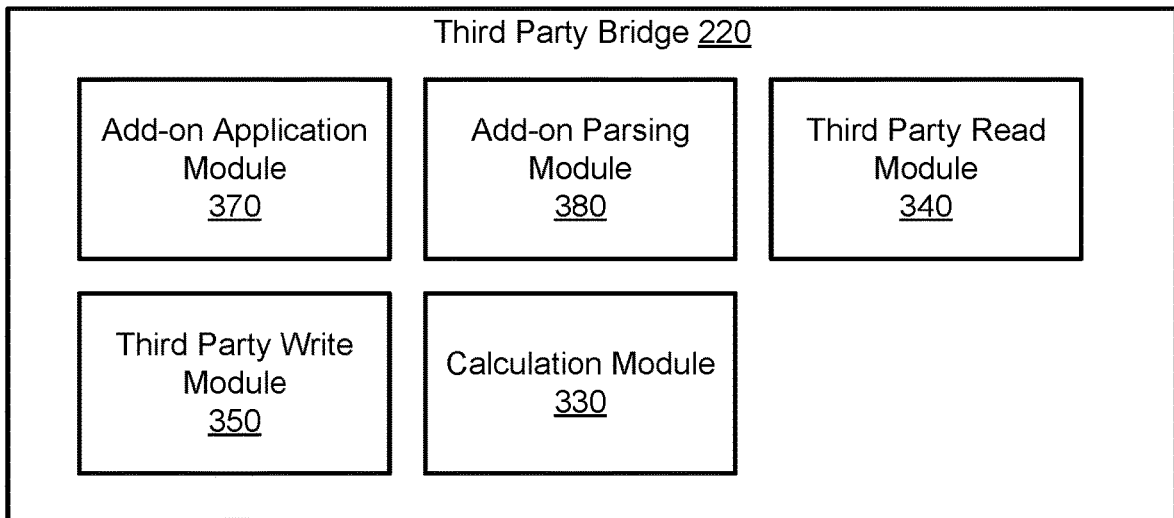 Third Party Bridge 220
Add-on Application
Module
370
Add-on Parsing
Module
380
Third Party Read
Module
340
Third Party Write
Module
350
Calculation Module
330